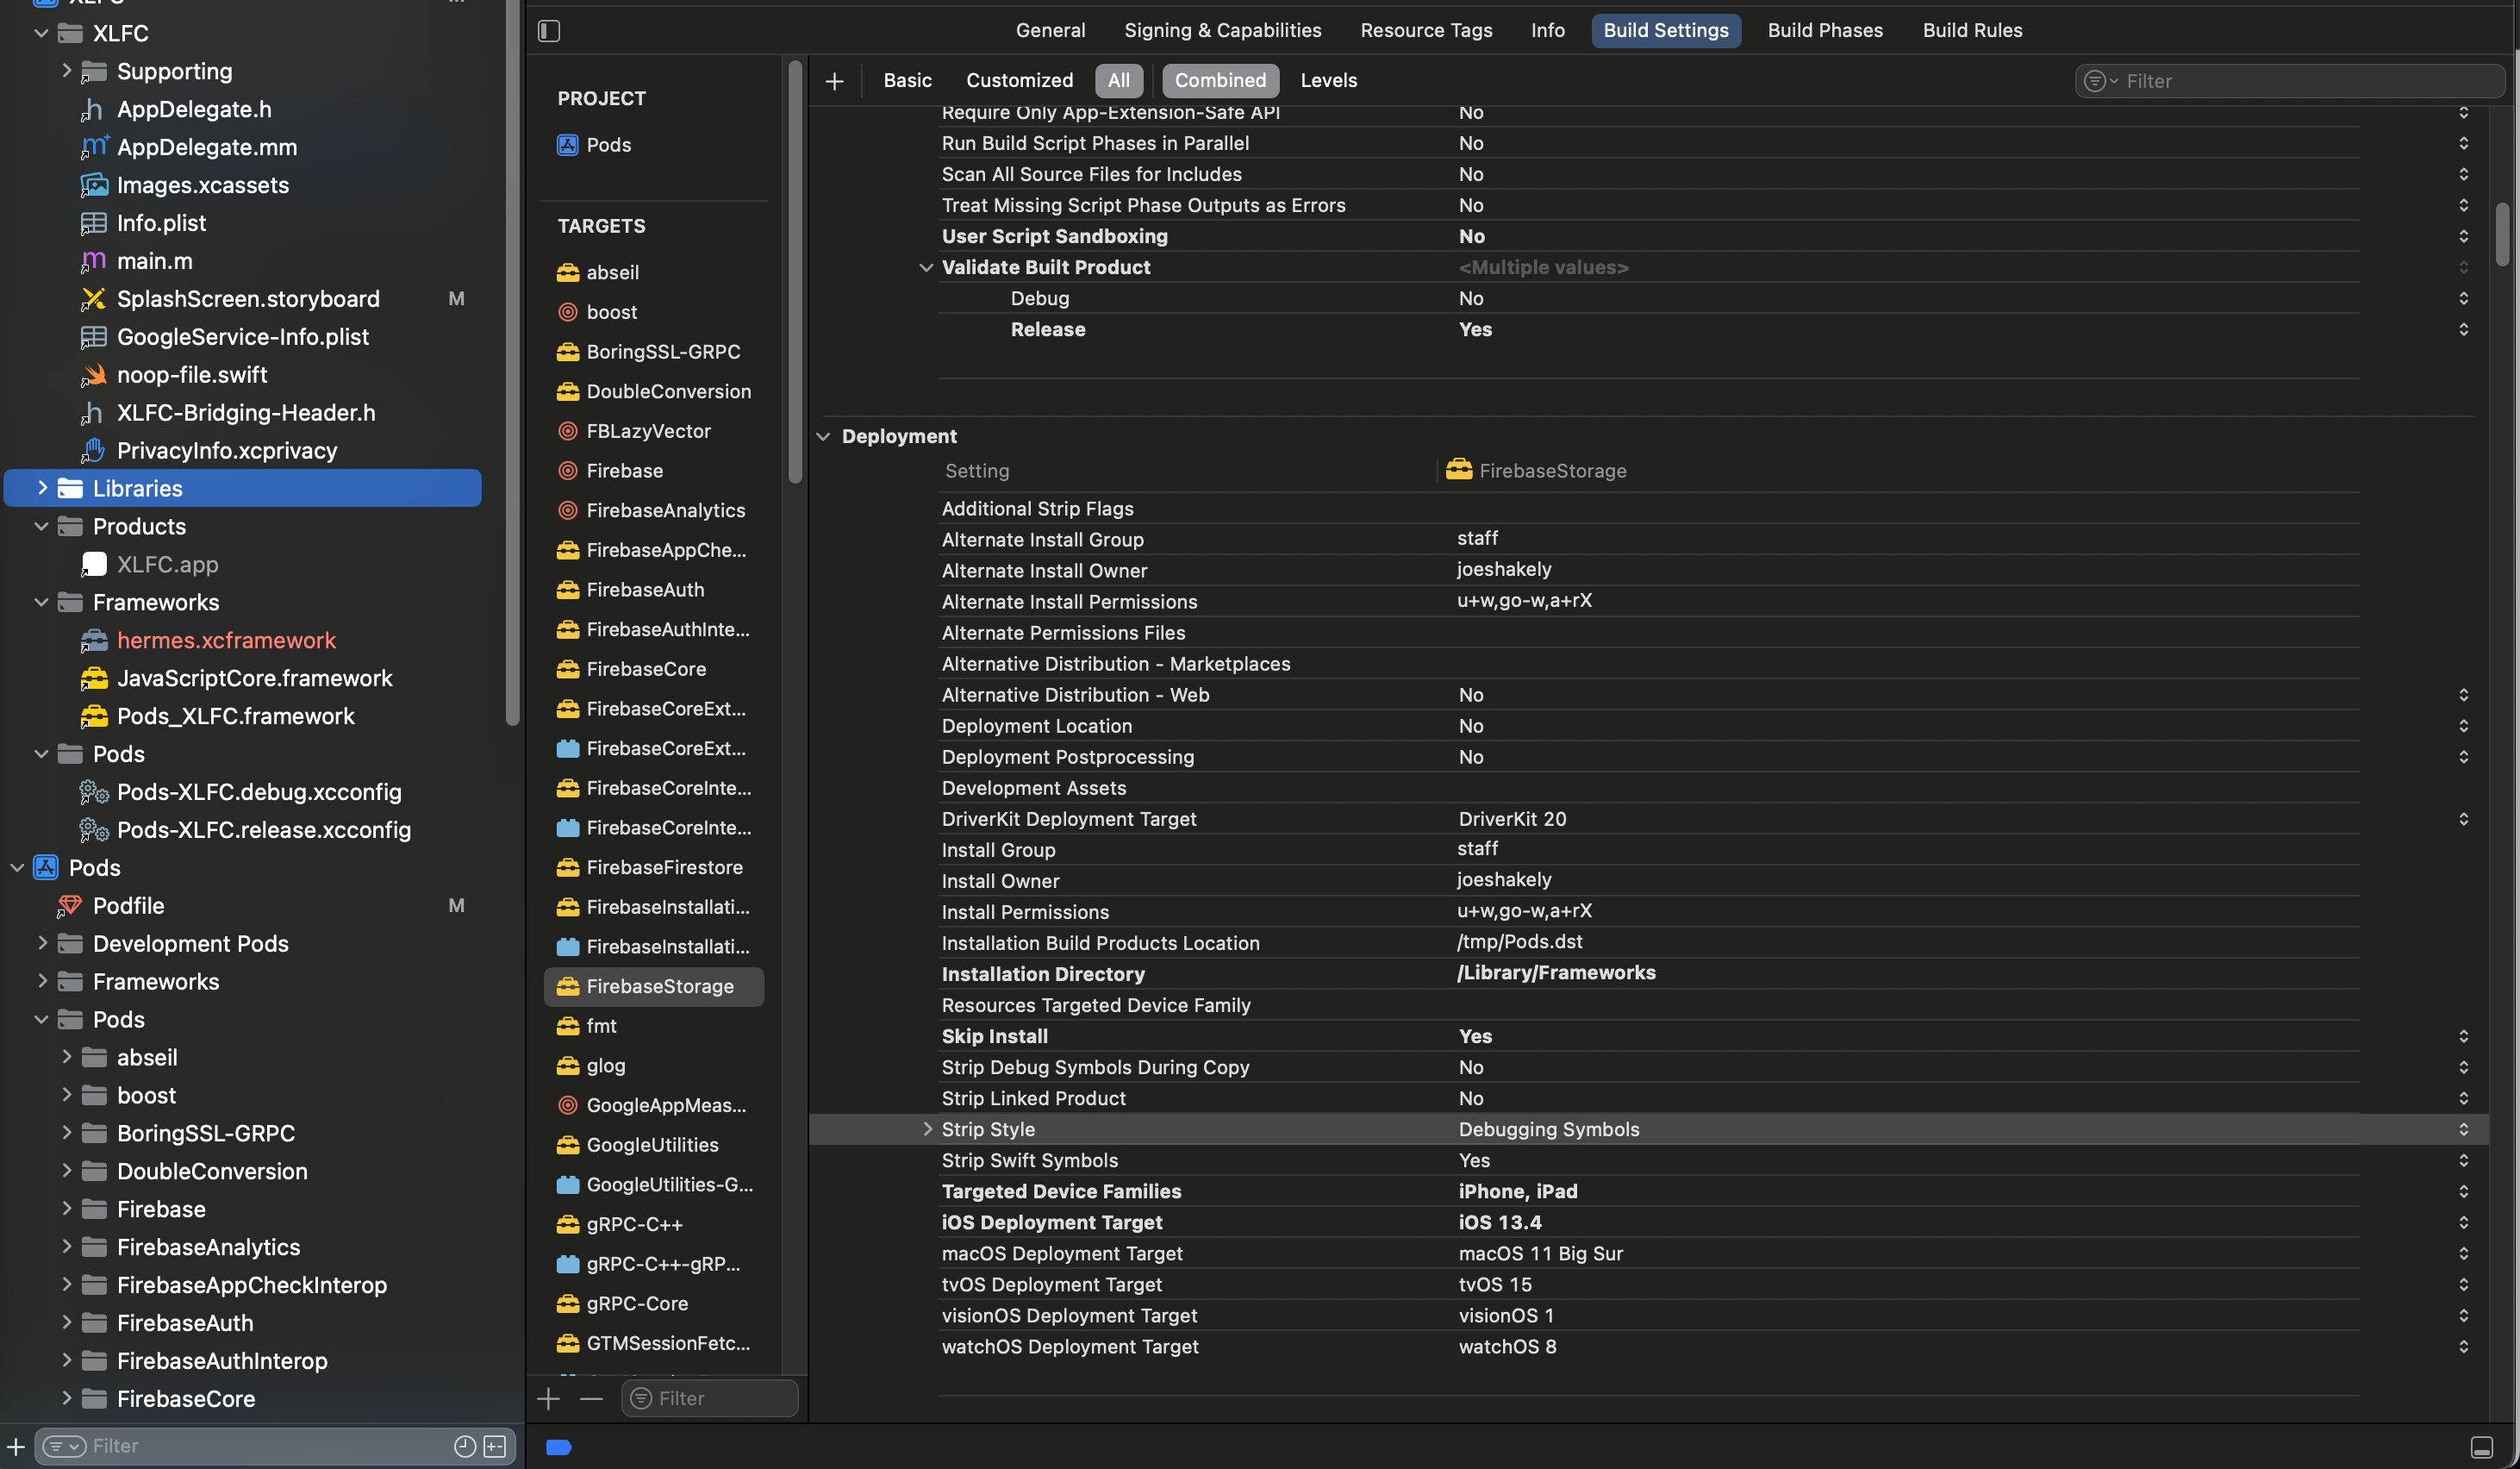 XLFC
XLFC
Supporting
AppDelegate.h
AppDelegate.mm
Images.xcassets
Info.plist
main.m
SplashScreen.storyboard M
GoogleService-Info.plist
noop-file.swift
XLFC-Bridging-Header.h
PrivacyInfo.xcprivacy
Libraries
Products
XLFC.app
Frameworks
hermes.xcframework
JavaScriptCore.framework
Pods_XLFC.framework
Pods
Pods-XLFC.debug.xcconfig
Pods-XLFC.release.xcconfig
Pods
Podfile M
Development Pods
Frameworks
Pods
abseil
boost
BoringSSL-GRPC
DoubleConversion
Firebase
FirebaseAnalytics
FirebaseAppCheckInterop
FirebaseAuth
FirebaseAuthInterop
FirebaseCore
Filter
General Signing & Capabilities Resource Tags Info Build Settings Build Phases Build Rules
PROJECT
Pods
TARGETS
abseil
boost
BoringSSL-GRPC
DoubleConversion
FBLazyVector
Firebase
FirebaseAnalytics
FirebaseAppChe...
FirebaseAuth
FirebaseAuthInte...
FirebaseCore
FirebaseCoreExt...
FirebaseCoreExt...
FirebaseCoreInte...
FirebaseCoreInte...
FirebaseFirestore
FirebaseInstallati...
FirebaseInstallati...
FirebaseStorage
fmt
glog
GoogleAppMeas...
GoogleUtilities
GoogleUtilities-G...
gRPC-C++
gRPC-C++-gRP...
gRPC-Core
GTMSessionFetc...
Filter
Basic Customized All Combined Levels Filter
Require Only App-Extension-Safe API No
Run Build Script Phases in Parallel No
Scan All Source Files for Includes No
Treat Missing Script Phase Outputs as Errors No
User Script Sandboxing No
Validate Built Product <Multiple values>
Debug No
Release Yes
Deployment
Setting FirebaseStorage
Additional Strip Flags
Alternate Install Group staff
Alternate Install Owner joeshakely
Alternate Install Permissions u+w,go-w,a+rX
Alternate Permissions Files
Alternative Distribution - Marketplaces
Alternative Distribution - Web No
Deployment Location No
Deployment Postprocessing No
Development Assets
DriverKit Deployment Target DriverKit 20
Install Group staff
Install Owner joeshakely
Install Permissions u+w,go-w,a+rX
Installation Build Products Location /tmp/Pods.dst
Installation Directory /Library/Frameworks
Resources Targeted Device Family
Skip Install Yes
Strip Debug Symbols During Copy No
Strip Linked Product No
Strip Style Debugging Symbols
Strip Swift Symbols Yes
Targeted Device Families iPhone, iPad
iOS Deployment Target iOS 13.4
macOS Deployment Target macOS 11 Big Sur
tvOS Deployment Target tvOS 15
visionOS Deployment Target visionOS 1
watchOS Deployment Target watchOS 8